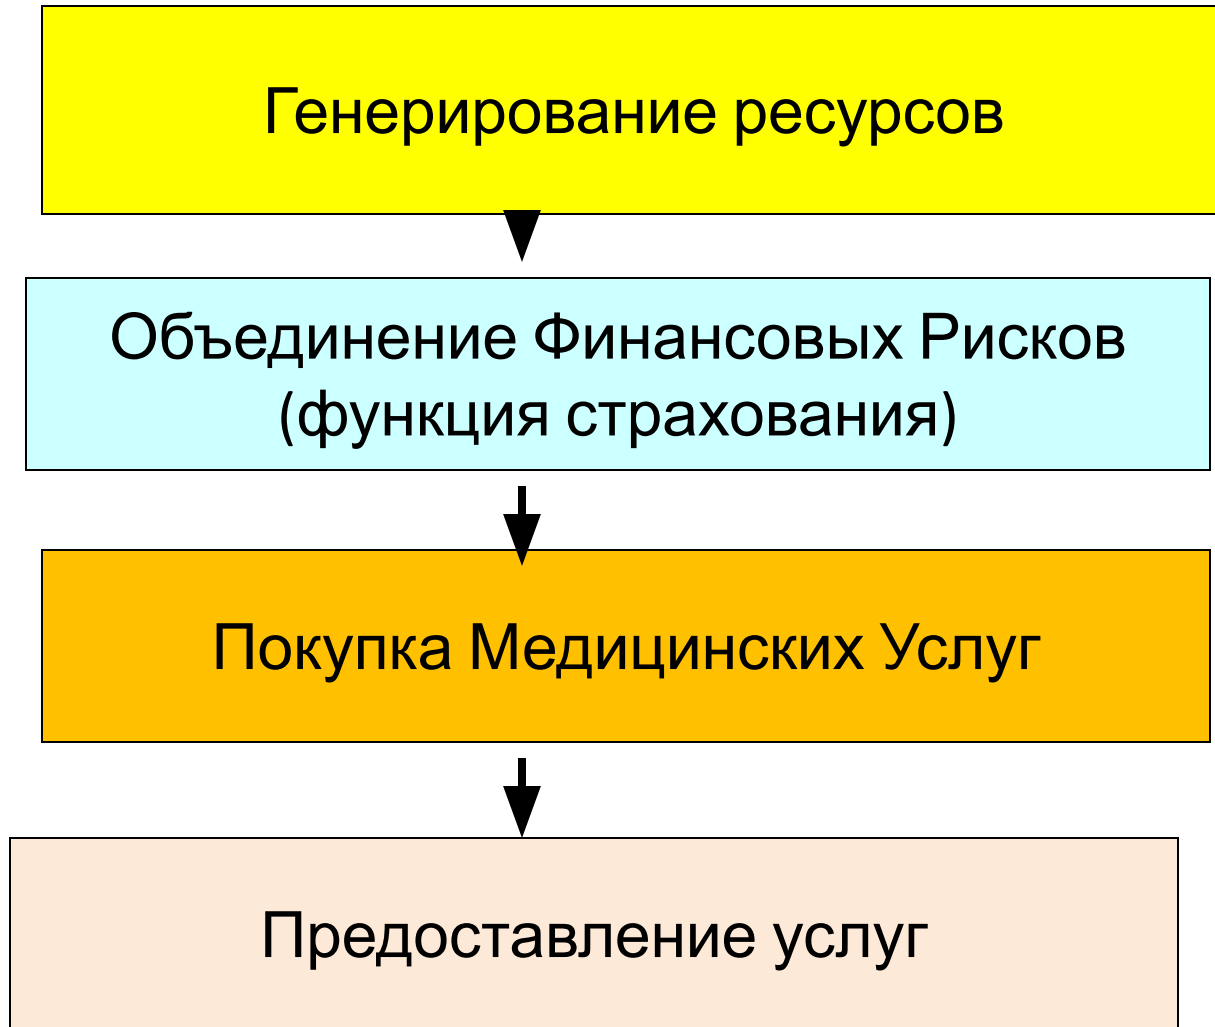 Генерирование ресурсов
Объединение Финансовых Рисков
(функция страхования)
Покупка Медицинских Услуг
Предоставление услуг